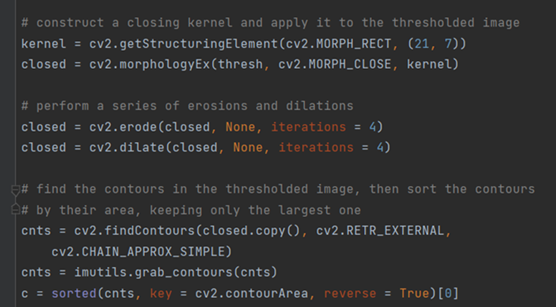 # construct a closing kernel and apply it to the thresholded image
kernel = cv2.getStructuringElement(cv2.MORPH_RECT, (21, 7))
closed = cv2.morphologyEx(thresh, cv2.MORPH_CLOSE, kernel)
# perform a series of erosions and dilations
closed = cv2.erode(closed, None, iterations = 4)
closed = cv2.dilate(closed, None, iterations = 4)
# find the contours in the thresholded image, then sort the contours
# by their area, keeping only the largest one
cnts = cv2.findContours(closed.copy(), cv2.RETR_EXTERNAL,
    cv2.CHAIN_APPROX_SIMPLE)
cnts = imutils.grab_contours(cnts)
c = sorted(cnts, key = cv2.contourArea, reverse = True)[0]